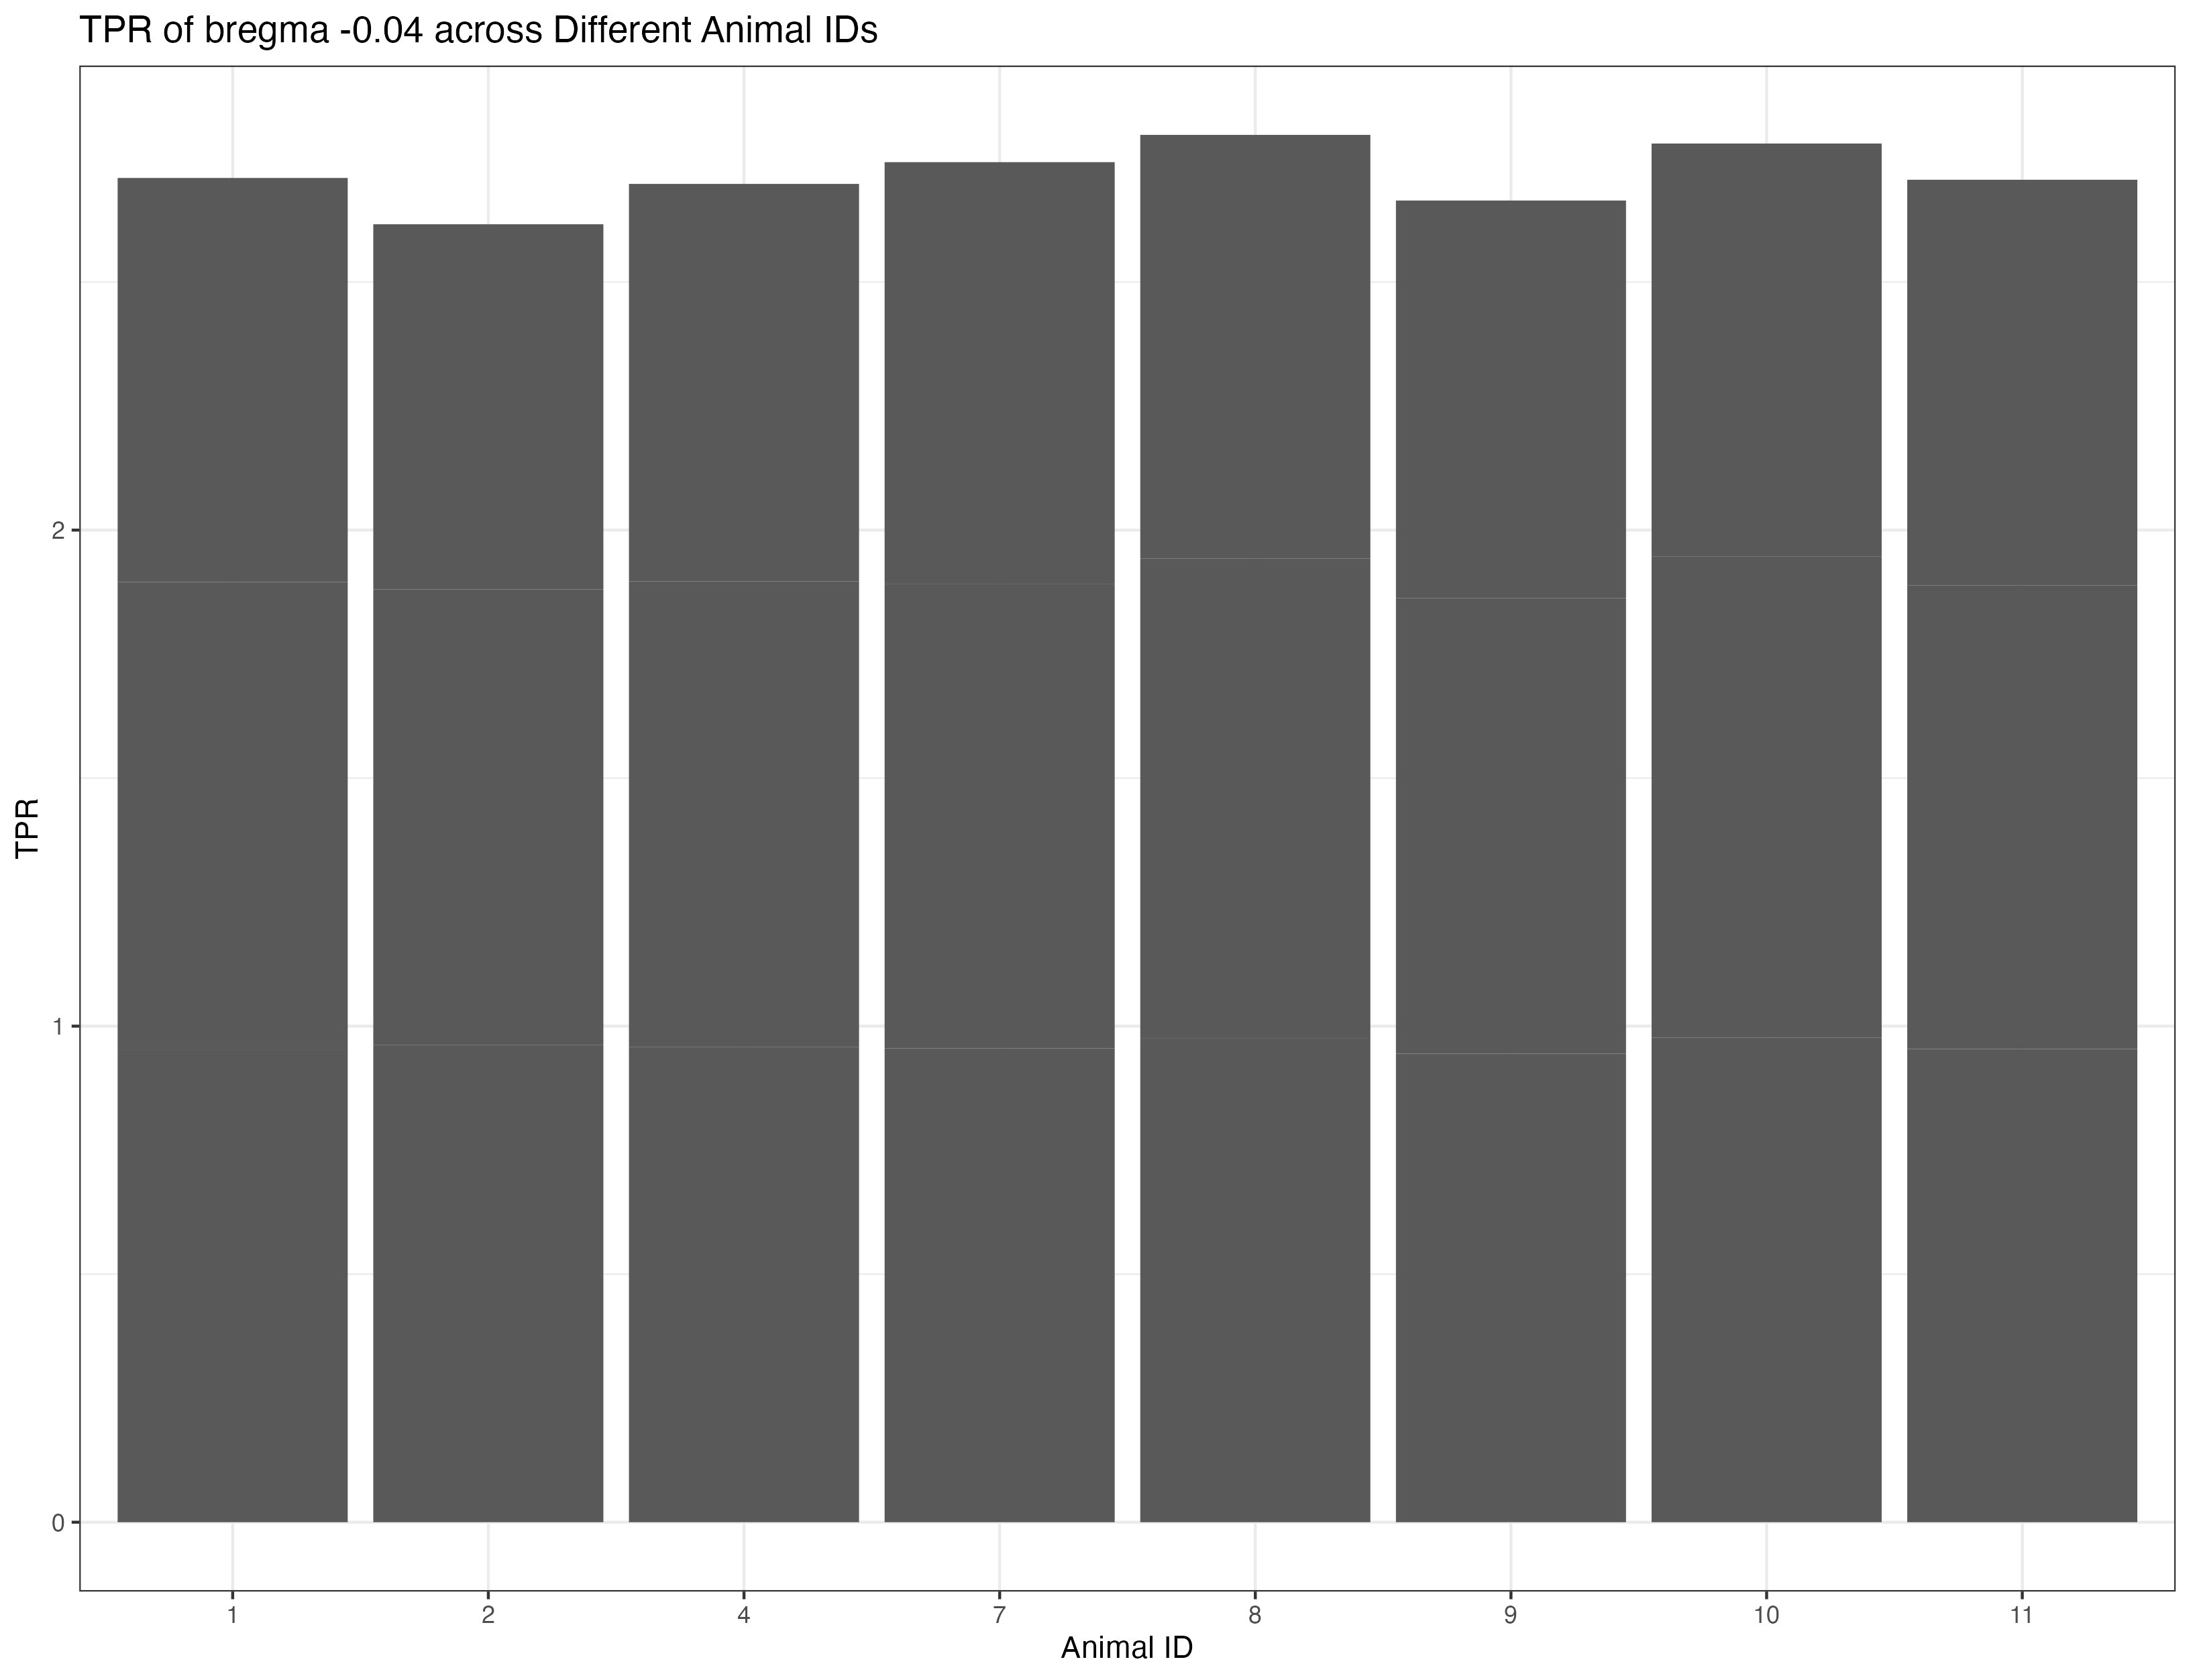 TPR of bregma -0.04 across Different Animal IDs
TPR
2
1
0
1 2 4 7 8 9 10 11
Animal ID